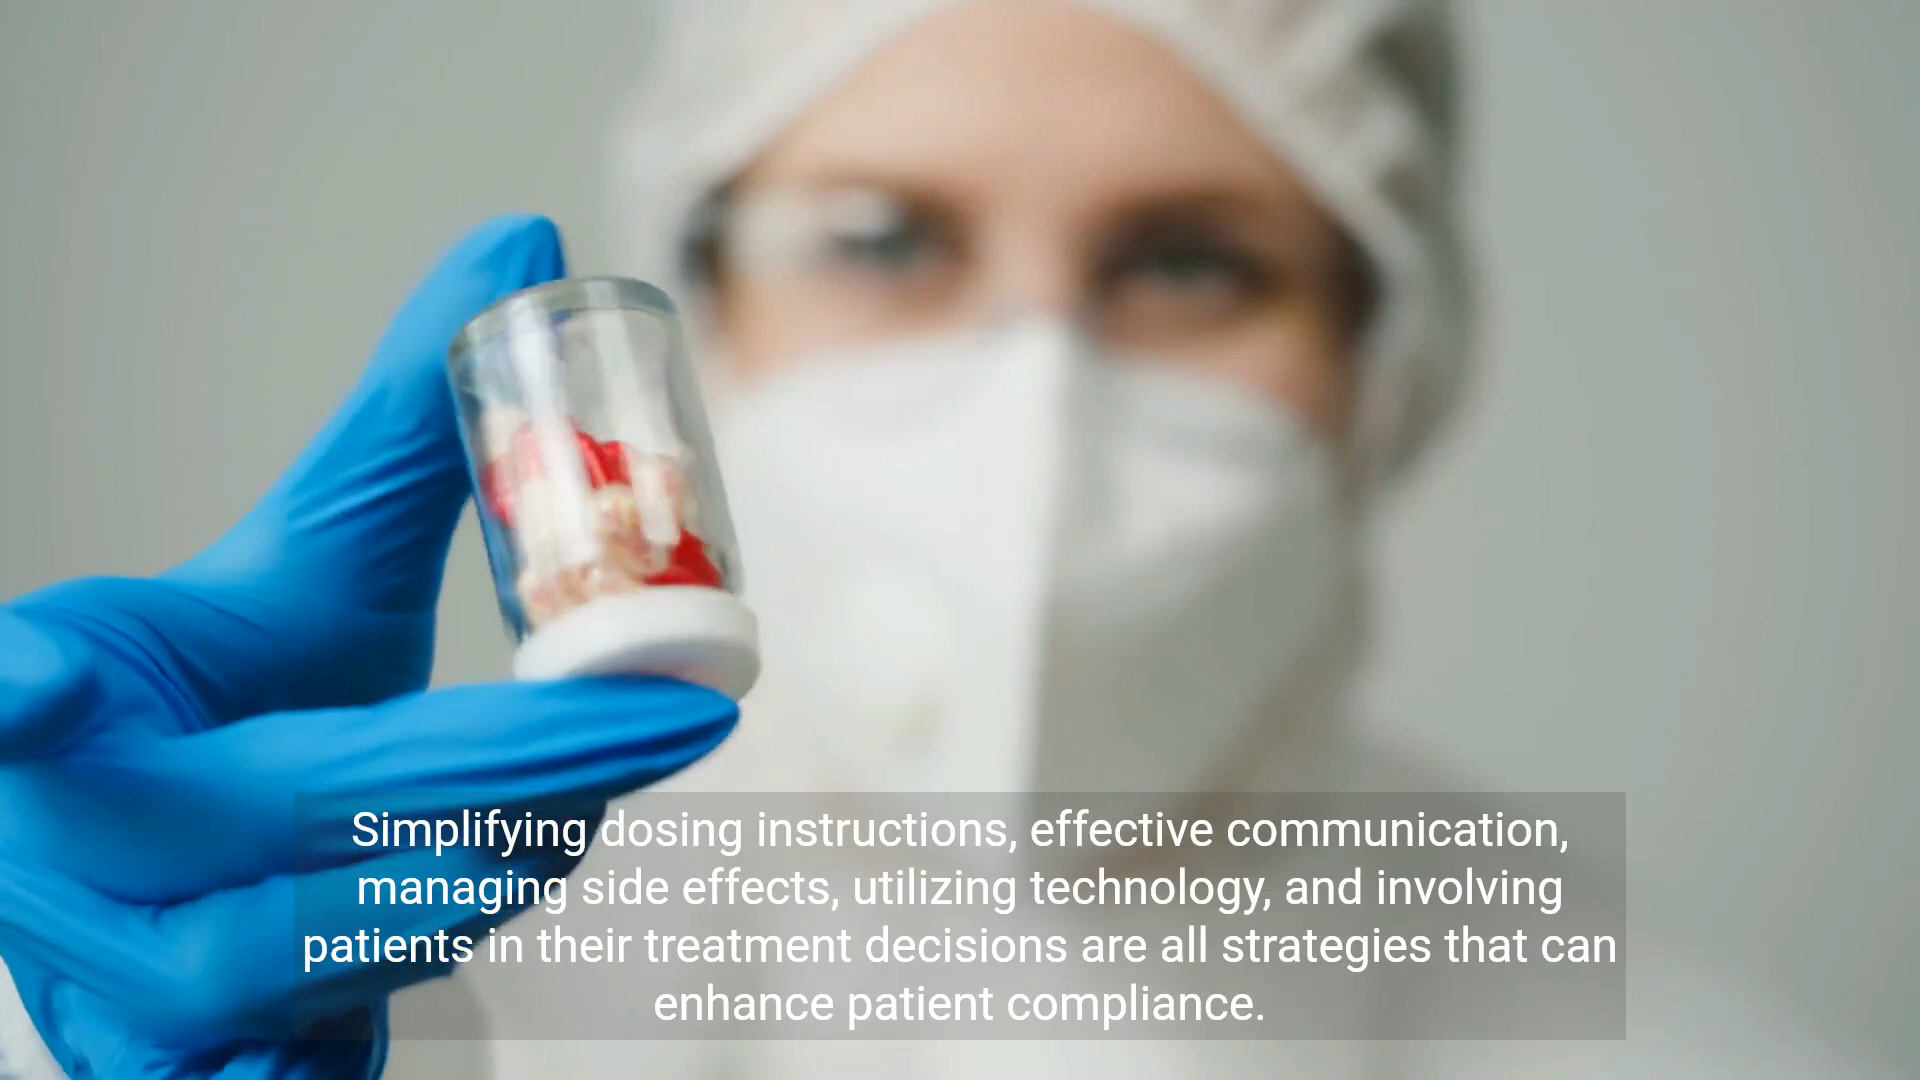 Simplifying dosing instructions, effective communication,
managing side effects, utilizing technology, and involving
patients in their treatment decisions are all strategies that can
enhance patient compliance.